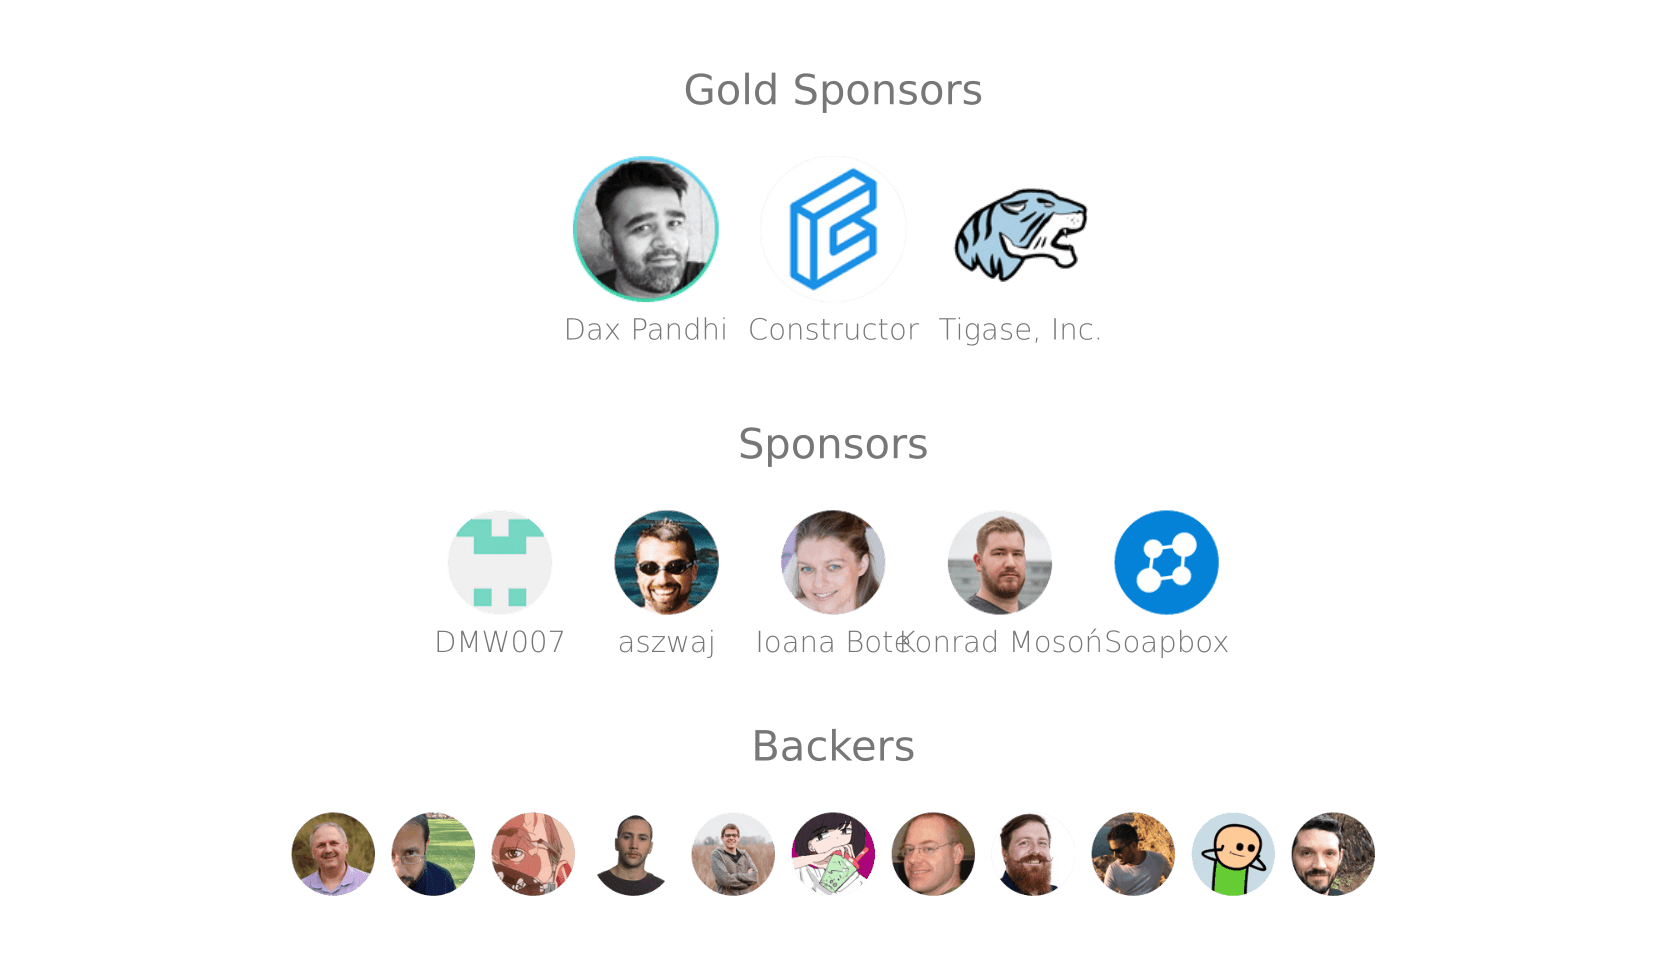 Gold Sponsors
Dax Pandhi Constructor Tigase, Inc.
Sponsors
DMW007 aszwaj Ioana Bote Konrad Mosoń Soapbox
Backers